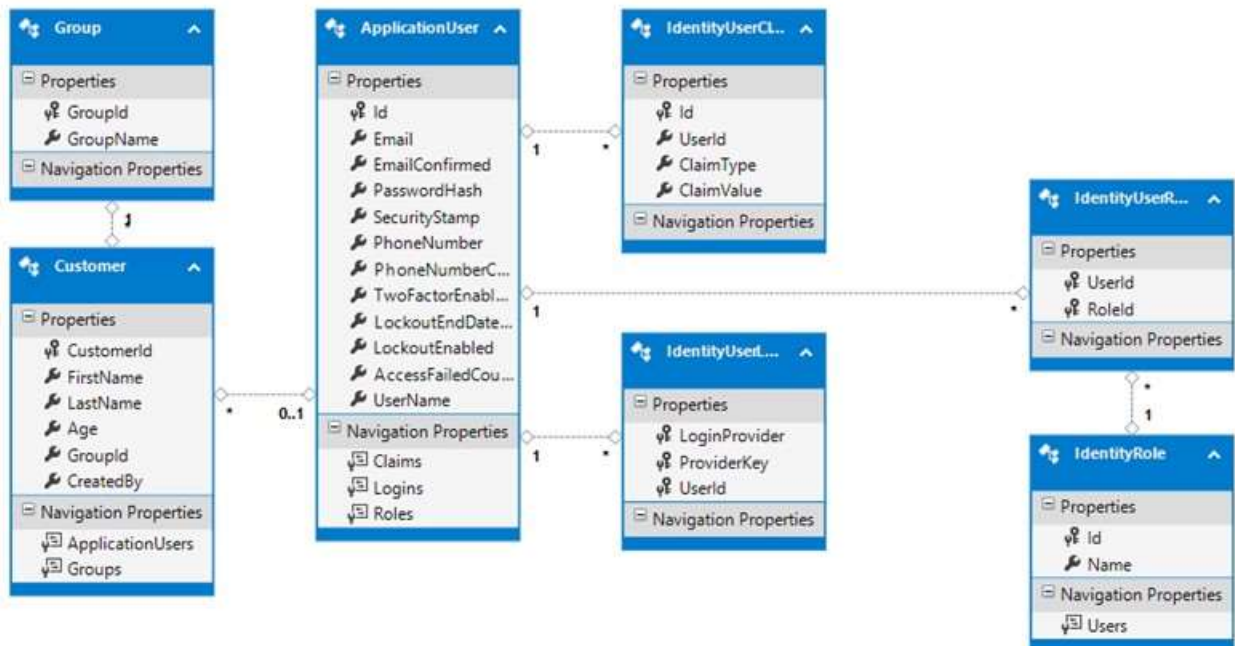 Group
Properties
GroupId
GroupName
Navigation Properties
Customer
Properties
CustomerId
FirstName
LastName
Age
GroupId
CreatedBy
Navigation Properties
ApplicationUsers
Groups
*
0..1
ApplicationUser
Properties
Id
Email
EmailConfirmed
PasswordHash
SecurityStamp
PhoneNumber
PhoneNumberC...
TwoFactorEnabl...
LockoutEndDate...
LockoutEnabled
AccessFailedCou...
UserName
Navigation Properties
Claims
Logins
Roles
1
*
1
*
1
*
IdentityUserCl...
Properties
Id
UserId
ClaimType
ClaimValue
Navigation Properties
IdentityUserL...
Properties
LoginProvider
ProviderKey
UserId
Navigation Properties
IdentityUserR...
Properties
UserId
RoleId
Navigation Properties
*
1
IdentityRole
Properties
Id
Name
Navigation Properties
Users